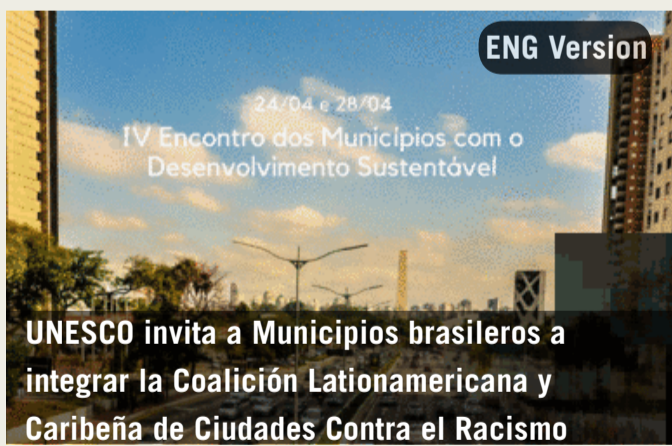 ENG Version
24/04 e 28/04
IV Encontro dos Municípios com o
Desenvolvimento Sustentável
UNESCO invita a Municipios brasileros a
integrar la Coalición Lationamericana y
Caribeña de Ciudades Contra el Racismo